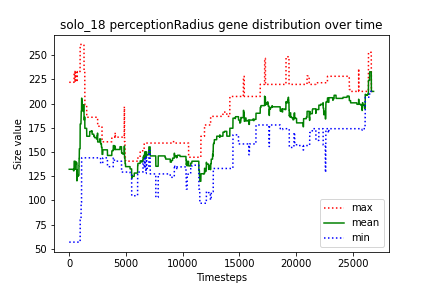 solo_18 perceptionRadius gene distribution over time
Size value
250
225
200
175
150
125
100
75
50
0
5000
10000
15000
20000
25000
Timesteps
max
mean
min